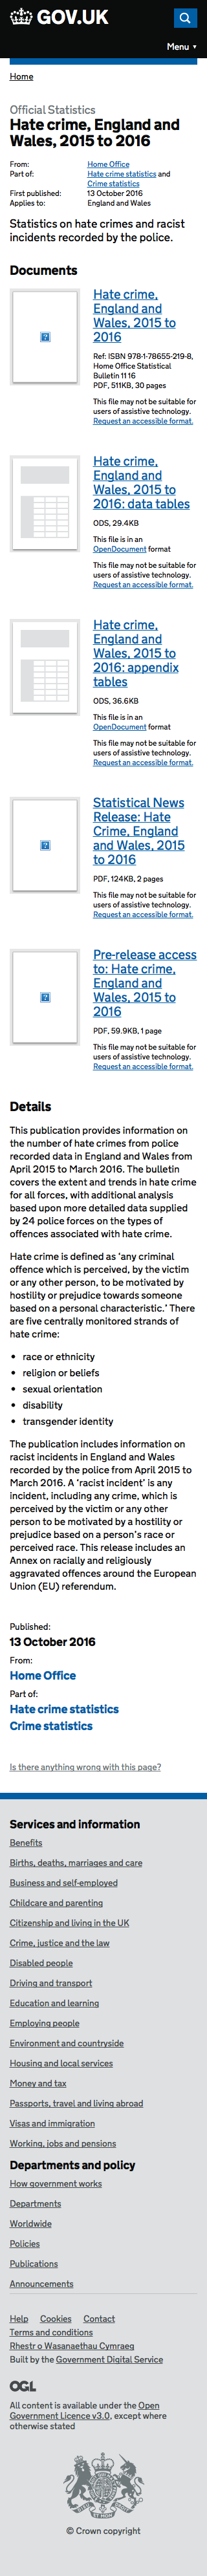 GOV.UK
Menu ▼
Home
Official Statistics
Hate crime, England and
Wales, 2015 to 2016
From: Home Office
Part of: Hate crime statistics and
Crime statistics
First published: 13 October 2016
Applies to: England and Wales
Statistics on hate crimes and racist
incidents recorded by the police.
Documents
Hate crime,
England and
Wales, 2015 to
2016
Ref: ISBN 978-1-78655-219-8,
Home Office Statistical
Bulletin 11 16
PDF, 511KB, 30 pages
This file may not be suitable for
users of assistive technology.
Request an accessible format.
Hate crime,
England and
Wales, 2015 to
2016: data tables
ODS, 29.4KB
This file is in an
OpenDocument format
This file may not be suitable for
users of assistive technology.
Request an accessible format.
Hate crime,
England and
Wales, 2015 to
2016: appendix
tables
ODS, 36.6KB
This file is in an
OpenDocument format
This file may not be suitable for
users of assistive technology.
Request an accessible format.
Statistical News
Release: Hate
Crime, England
and Wales, 2015
to 2016
PDF, 124KB, 2 pages
This file may not be suitable for
users of assistive technology.
Request an accessible format.
Pre-release access
to: Hate crime,
England and
Wales, 2015 to
2016
PDF, 59.9KB, 1 page
This file may not be suitable for
users of assistive technology.
Request an accessible format.
Details
This publication provides information on
the number of hate crimes from police
recorded data in England and Wales from
April 2015 to March 2016. The bulletin
covers the extent and trends in hate crime
for all forces, with additional analysis
based upon more detailed data supplied
by 24 police forces on the types of
offences associated with hate crime.
Hate crime is defined as ‘any criminal
offence which is perceived, by the victim
or any other person, to be motivated by
hostility or prejudice towards someone
based on a personal characteristic.’ There
are five centrally monitored strands of
hate crime:
• race or ethnicity
• religion or beliefs
• sexual orientation
• disability
• transgender identity
The publication includes information on
racist incidents in England and Wales
recorded by the police from April 2015 to
March 2016. A ‘racist incident’ is any
incident, including any crime, which is
perceived by the victim or any other
person to be motivated by a hostility or
prejudice based on a person’s race or
perceived race. This release includes an
Annex on racially and religiously
aggravated offences around the European
Union (EU) referendum.
Published:
13 October 2016
From:
Home Office
Part of:
Hate crime statistics
Crime statistics
Is there anything wrong with this page?
Services and information
Benefits
Births, deaths, marriages and care
Business and self-employed
Childcare and parenting
Citizenship and living in the UK
Crime, justice and the law
Disabled people
Driving and transport
Education and learning
Employing people
Environment and countryside
Housing and local services
Money and tax
Passports, travel and living abroad
Visas and immigration
Working, jobs and pensions
Departments and policy
How government works
Departments
Worldwide
Policies
Publications
Announcements
Help Cookies Contact
Terms and conditions
Rhestr o Wasanaethau Cymraeg
Built by the Government Digital Service
OGL
All content is available under the Open
Government Licence v3.0, except where
otherwise stated
© Crown copyright